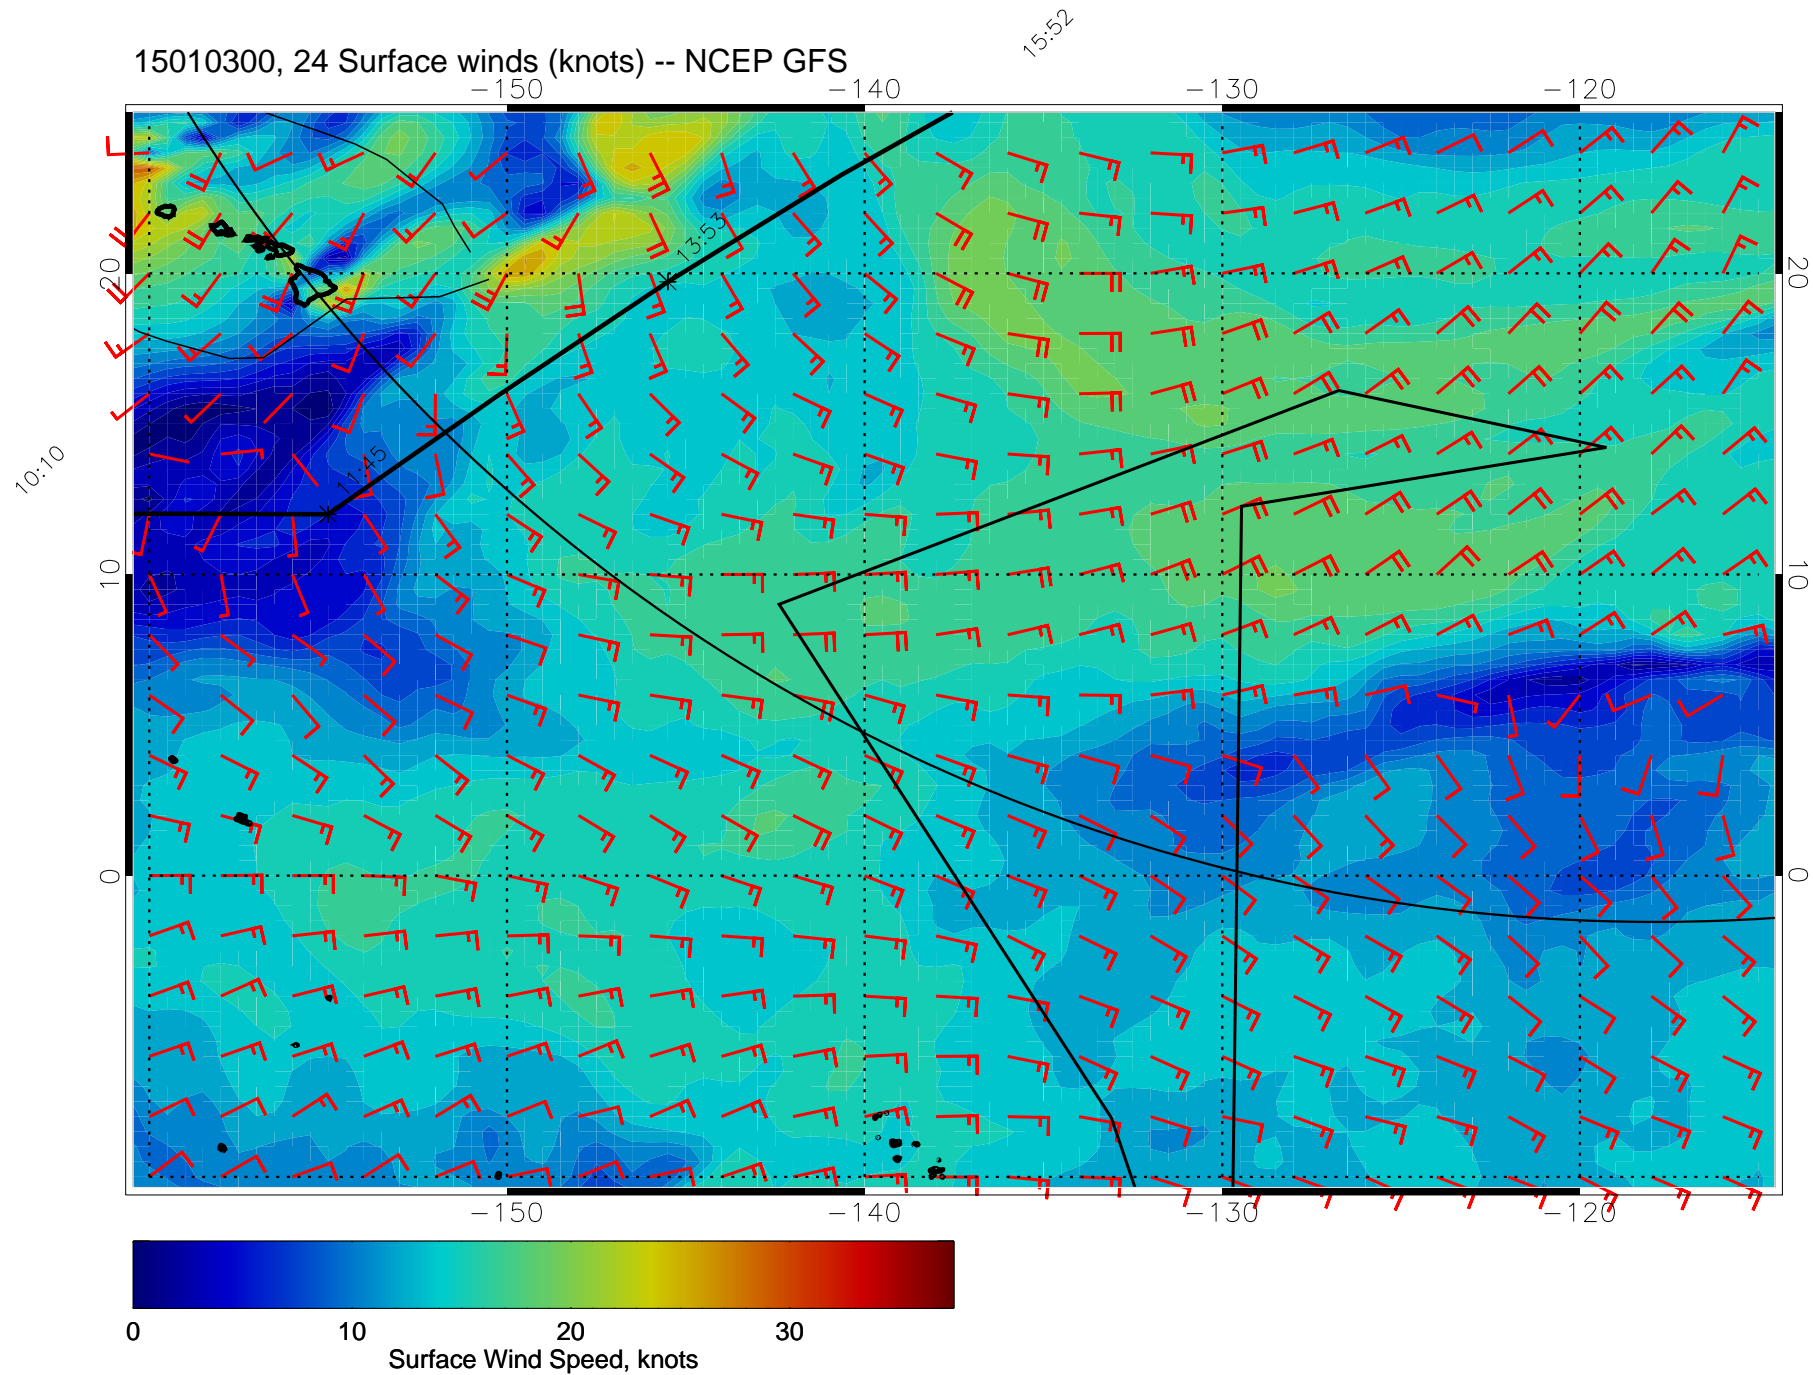 15:52
15010300, 24 Surface winds (knots) -- NCEP GFS
-150 -140 -130 -120
13:53
20 20
11:45
10:10
10 10
0 0
-150 -140 -130 -120
0 10 20 30
Surface Wind Speed, knots